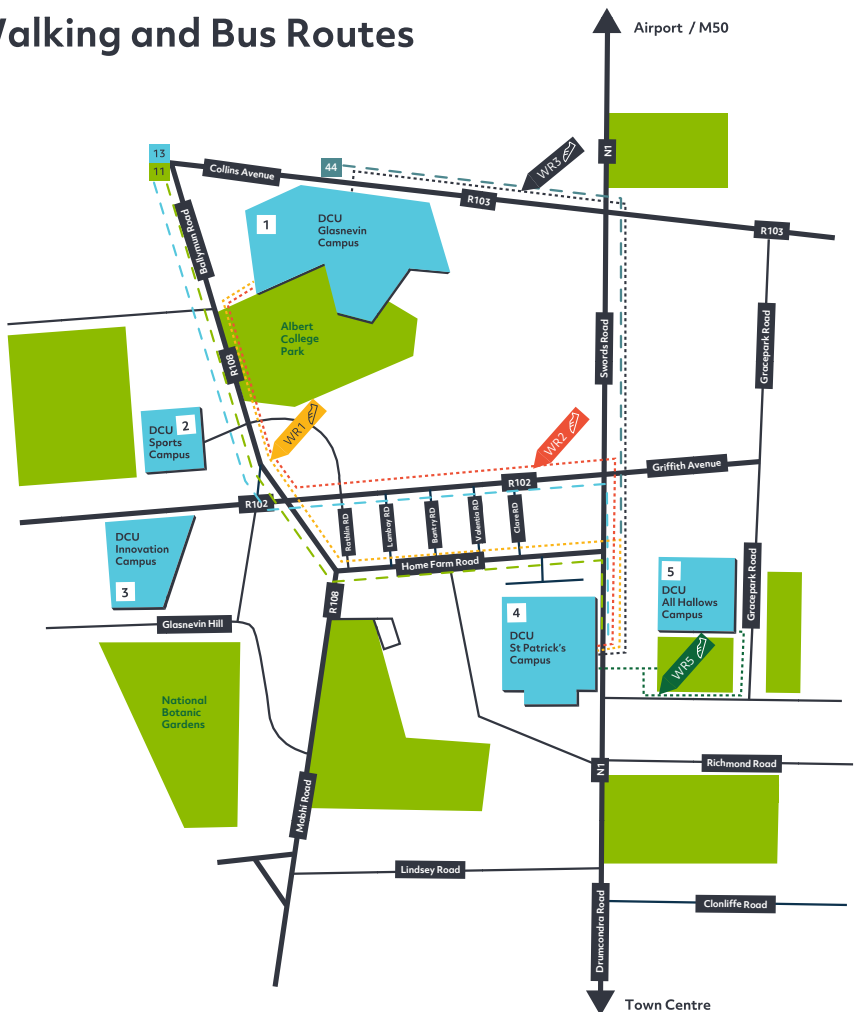 Walking and Bus Routes
Airport / M50
N1
13
11
44
WR3
Collins Avenue
R103
R103
Ballymun Road
1
DCU
Glasnevin
Campus
Albert
College
Park
R108
Swords Road
Gracepark Road
2
DCU
Sports
Campus
WR1
WR2
Griffith Avenue
R102
R102
Rathlin RD
Lambay RD
Bantry RD
Valentia RD
Clare RD
DCU
Innovation
Campus
3
Home Farm Road
R108
4
DCU
St Patrick's
Campus
5
DCU
All Hallows
Campus
Gracepark Road
Glasnevin Hill
WR5
National
Botanic
Gardens
N1
Richmond Road
Mobhi Road
Lindsey Road
Drumcondra Road
Clonliffe Road
Town Centre